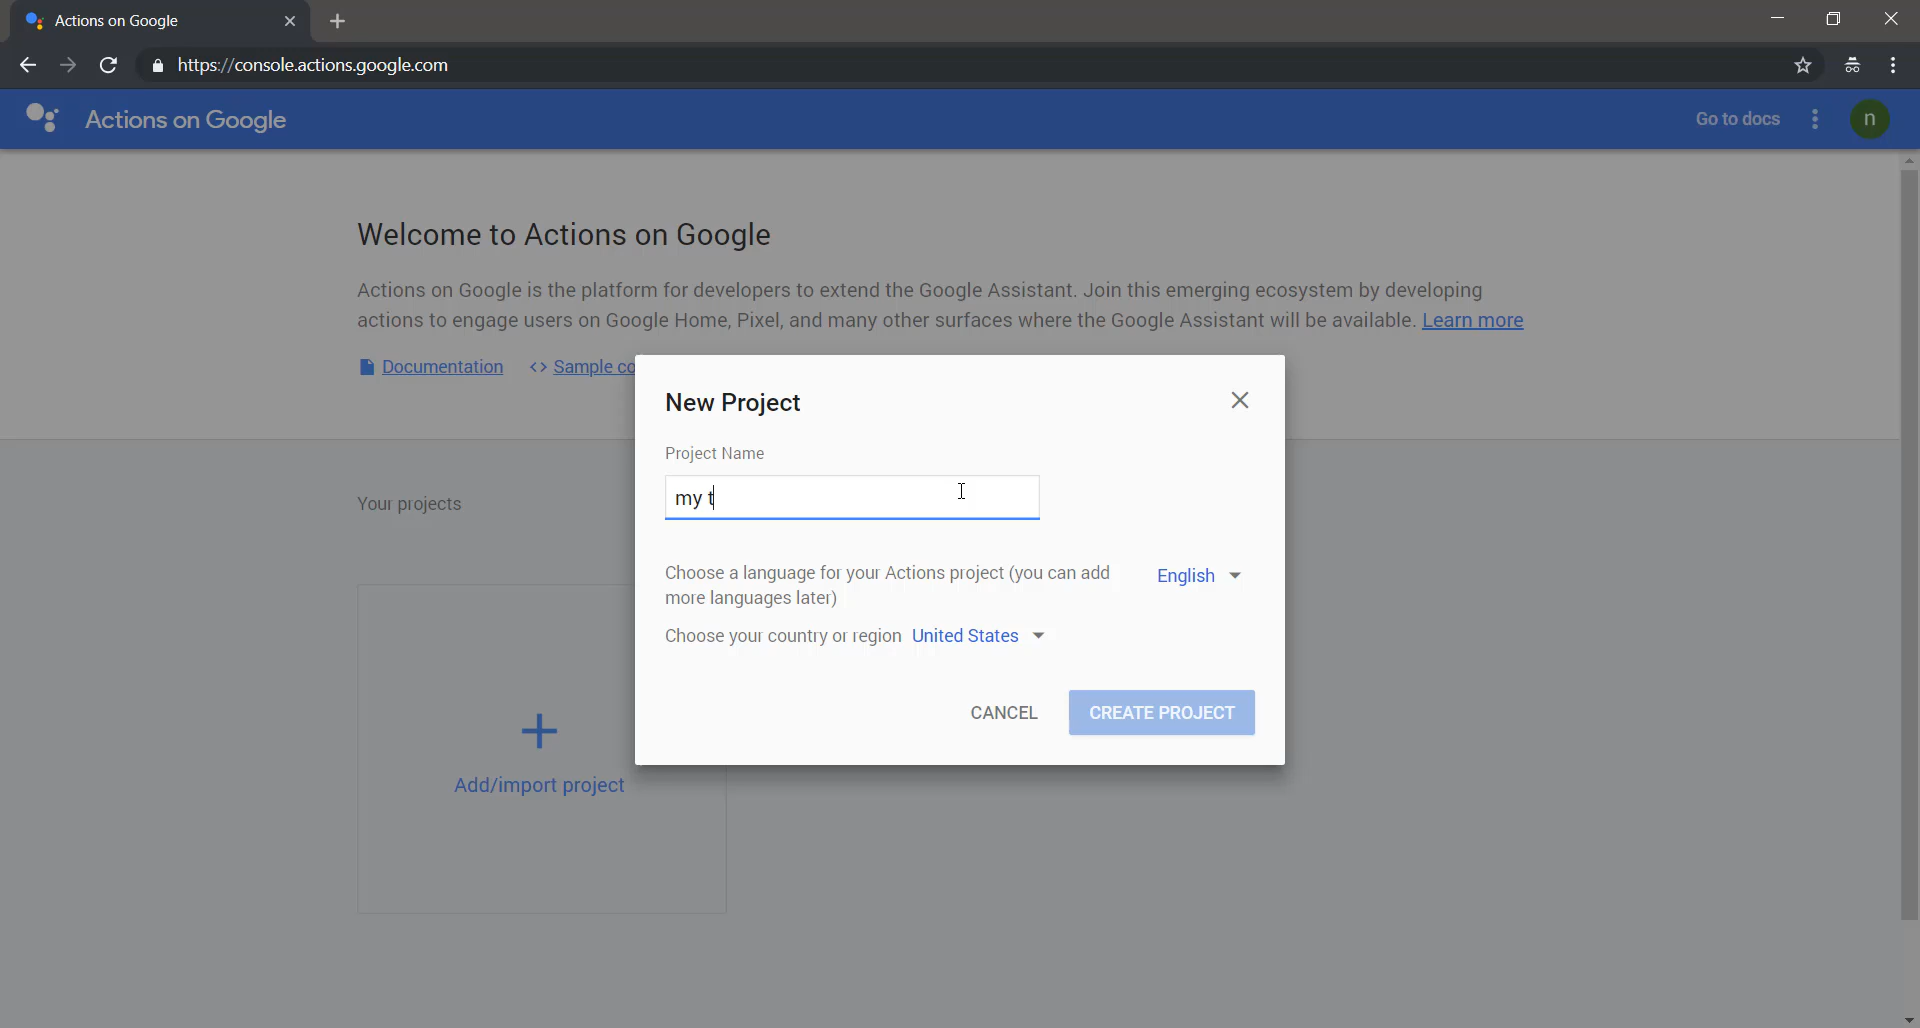 Actions on Google
https://console.actions.google.com
Actions on Google
Go to docs
n
Welcome to Actions on Google
Actions on Google is the platform for developers to extend the Google Assistant. Join this emerging ecosystem by developing
actions to engage users on Google Home, Pixel, and many other surfaces where the Google Assistant will be available. Learn more
Documentation <> Sample co
New Project
Project Name
my t
Your projects
Choose a language for your Actions project (you can add
more languages later)
English
Choose your country or region United States
CANCEL
CREATE PROJECT
Add/import project